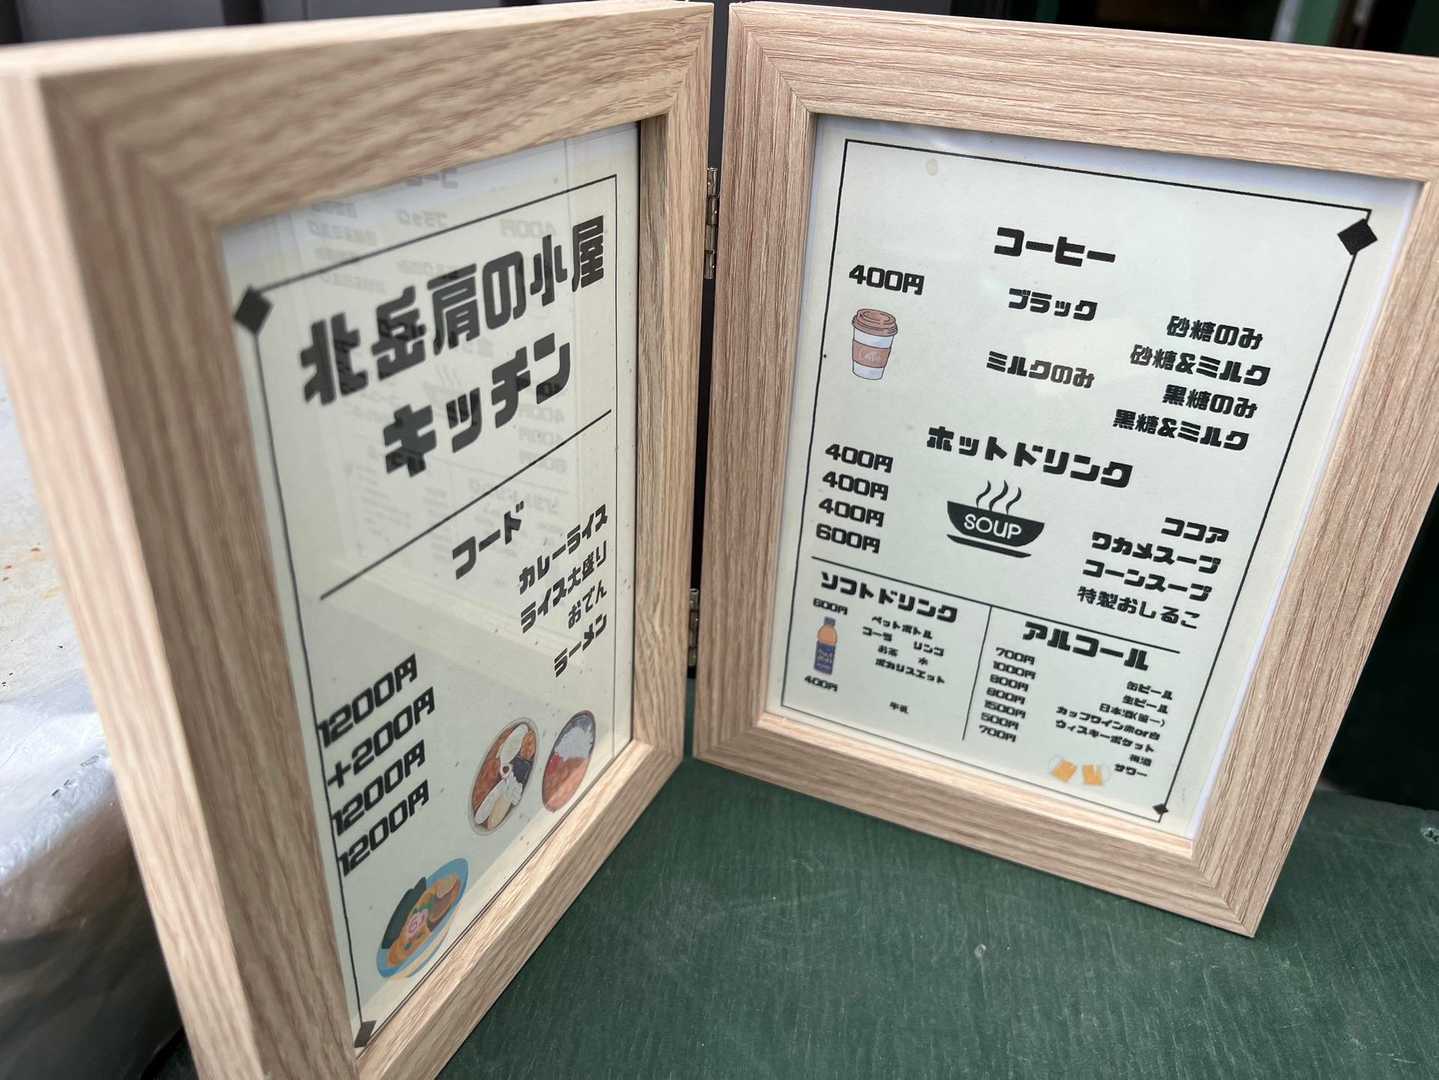 北岳肩の小屋
キッチン
フード
カレーライス
ライス大盛り
おでん
ラーメン
1200円
+200円
1200円
1200円
コーヒー
400円
ブラック
砂糖のみ
砂糖&ミルク
ミルクのみ
黒糖のみ
黒糖&ミルク
ホットドリンク
400円
400円
400円
600円
SOUP
ココア
ワカメスープ
コーンスープ
特製おしるこ
ソフトドリンク
600円
ペットボトル
コーラ リンゴ
お茶 水
ポカリスエット
400円
牛乳
アルコール
700円
1000円
800円
800円
1500円
500円
700円
缶ビール
生ビール
カップワイン赤or白
ウィスキーポケット
梅酒
サワー